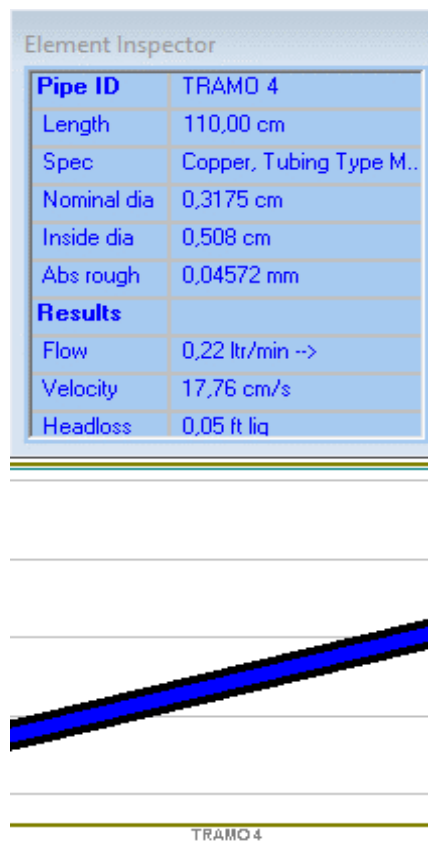 Element Inspector
Pipe ID TRAMO 4
Length 110,00 cm
Spec Copper, Tubing Type M..
Nominal dia 0,3175 cm
Inside dia 0,508 cm
Abs rough 0,04572 mm
Results
Flow 0,22 ltr/min -->
Velocity 17,76 cm/s
Headloss 0,05 ft liq
TRAMO 4